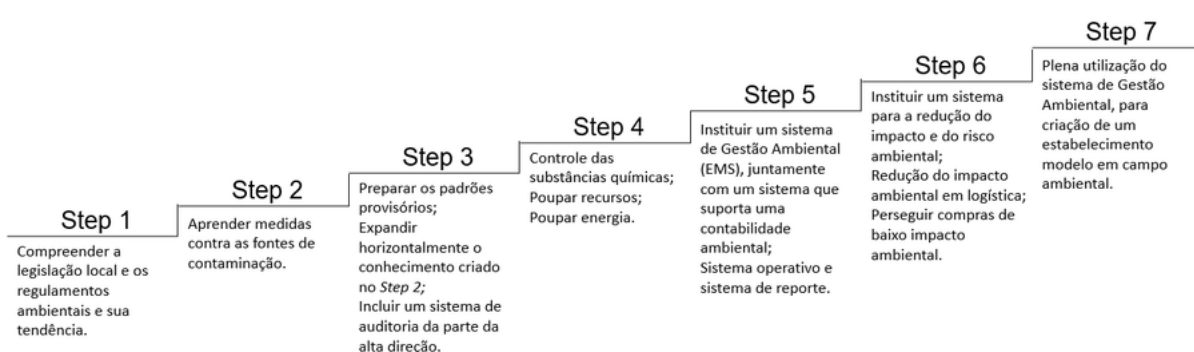 Step 1
Compreender a
legislação local e os
regulamentos
ambientais e sua
tendência.
Step 2
Aprender medidas
contra as fontes de
contaminação.
Step 3
Preparar os padrões
provisórios;
Expandir
horizontalmente o
conhecimento criado
no Step 2;
Incluir um sistema de
auditoria da parte da
alta direção.
Step 4
Controle das
substâncias químicas;
Poupar recursos;
Poupar energia.
Step 5
Instituir um sistema
de Gestão Ambiental
(EMS), juntamente
com um sistema que
suporta uma
contabilidade
ambiental;
Sistema operativo e
sistema de reporte.
Step 6
Instituir um sistema
para a redução do
impacto e do risco
ambiental;
Redução do impacto
ambiental em logística;
Perseguir compras de
baixo impacto
ambiental.
Step 7
Plena utilização do
sistema de Gestão
Ambiental, para
criação de um
estabelecimento
modelo em campo
ambiental.